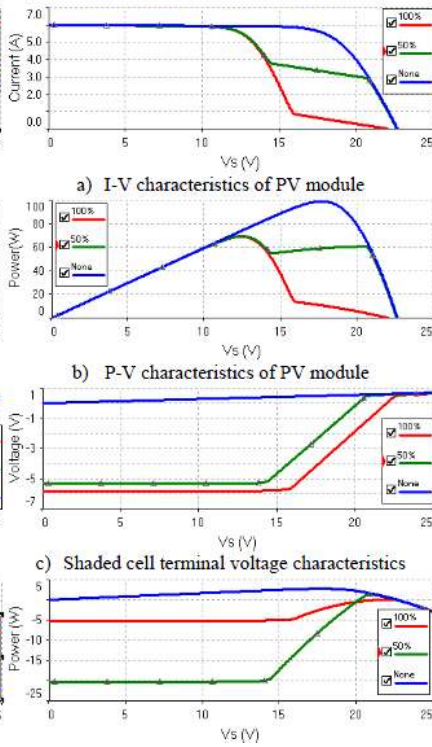 7.0
6.0
4.0
3.0
2.0
0.0
Current (A)
100%
50%
None
0 5 10 15 20 25
Vs (V)
a) I-V characteristics of PV module
100
80
60
40
20
0
Power(W)
100%
50%
None
0 5 10 15 20 25
Vs (V)
b) P-V characteristics of PV module
1
-1
-3
-5
-7
Voltage (V)
100%
50%
None
0 5 10 15 20 25
Vs (V)
c) Shaded cell terminal voltage characteristics
5
0
-5
-15
-25
Power (W)
100%
50%
None
0 5 10 15 20 25
Vs (V)